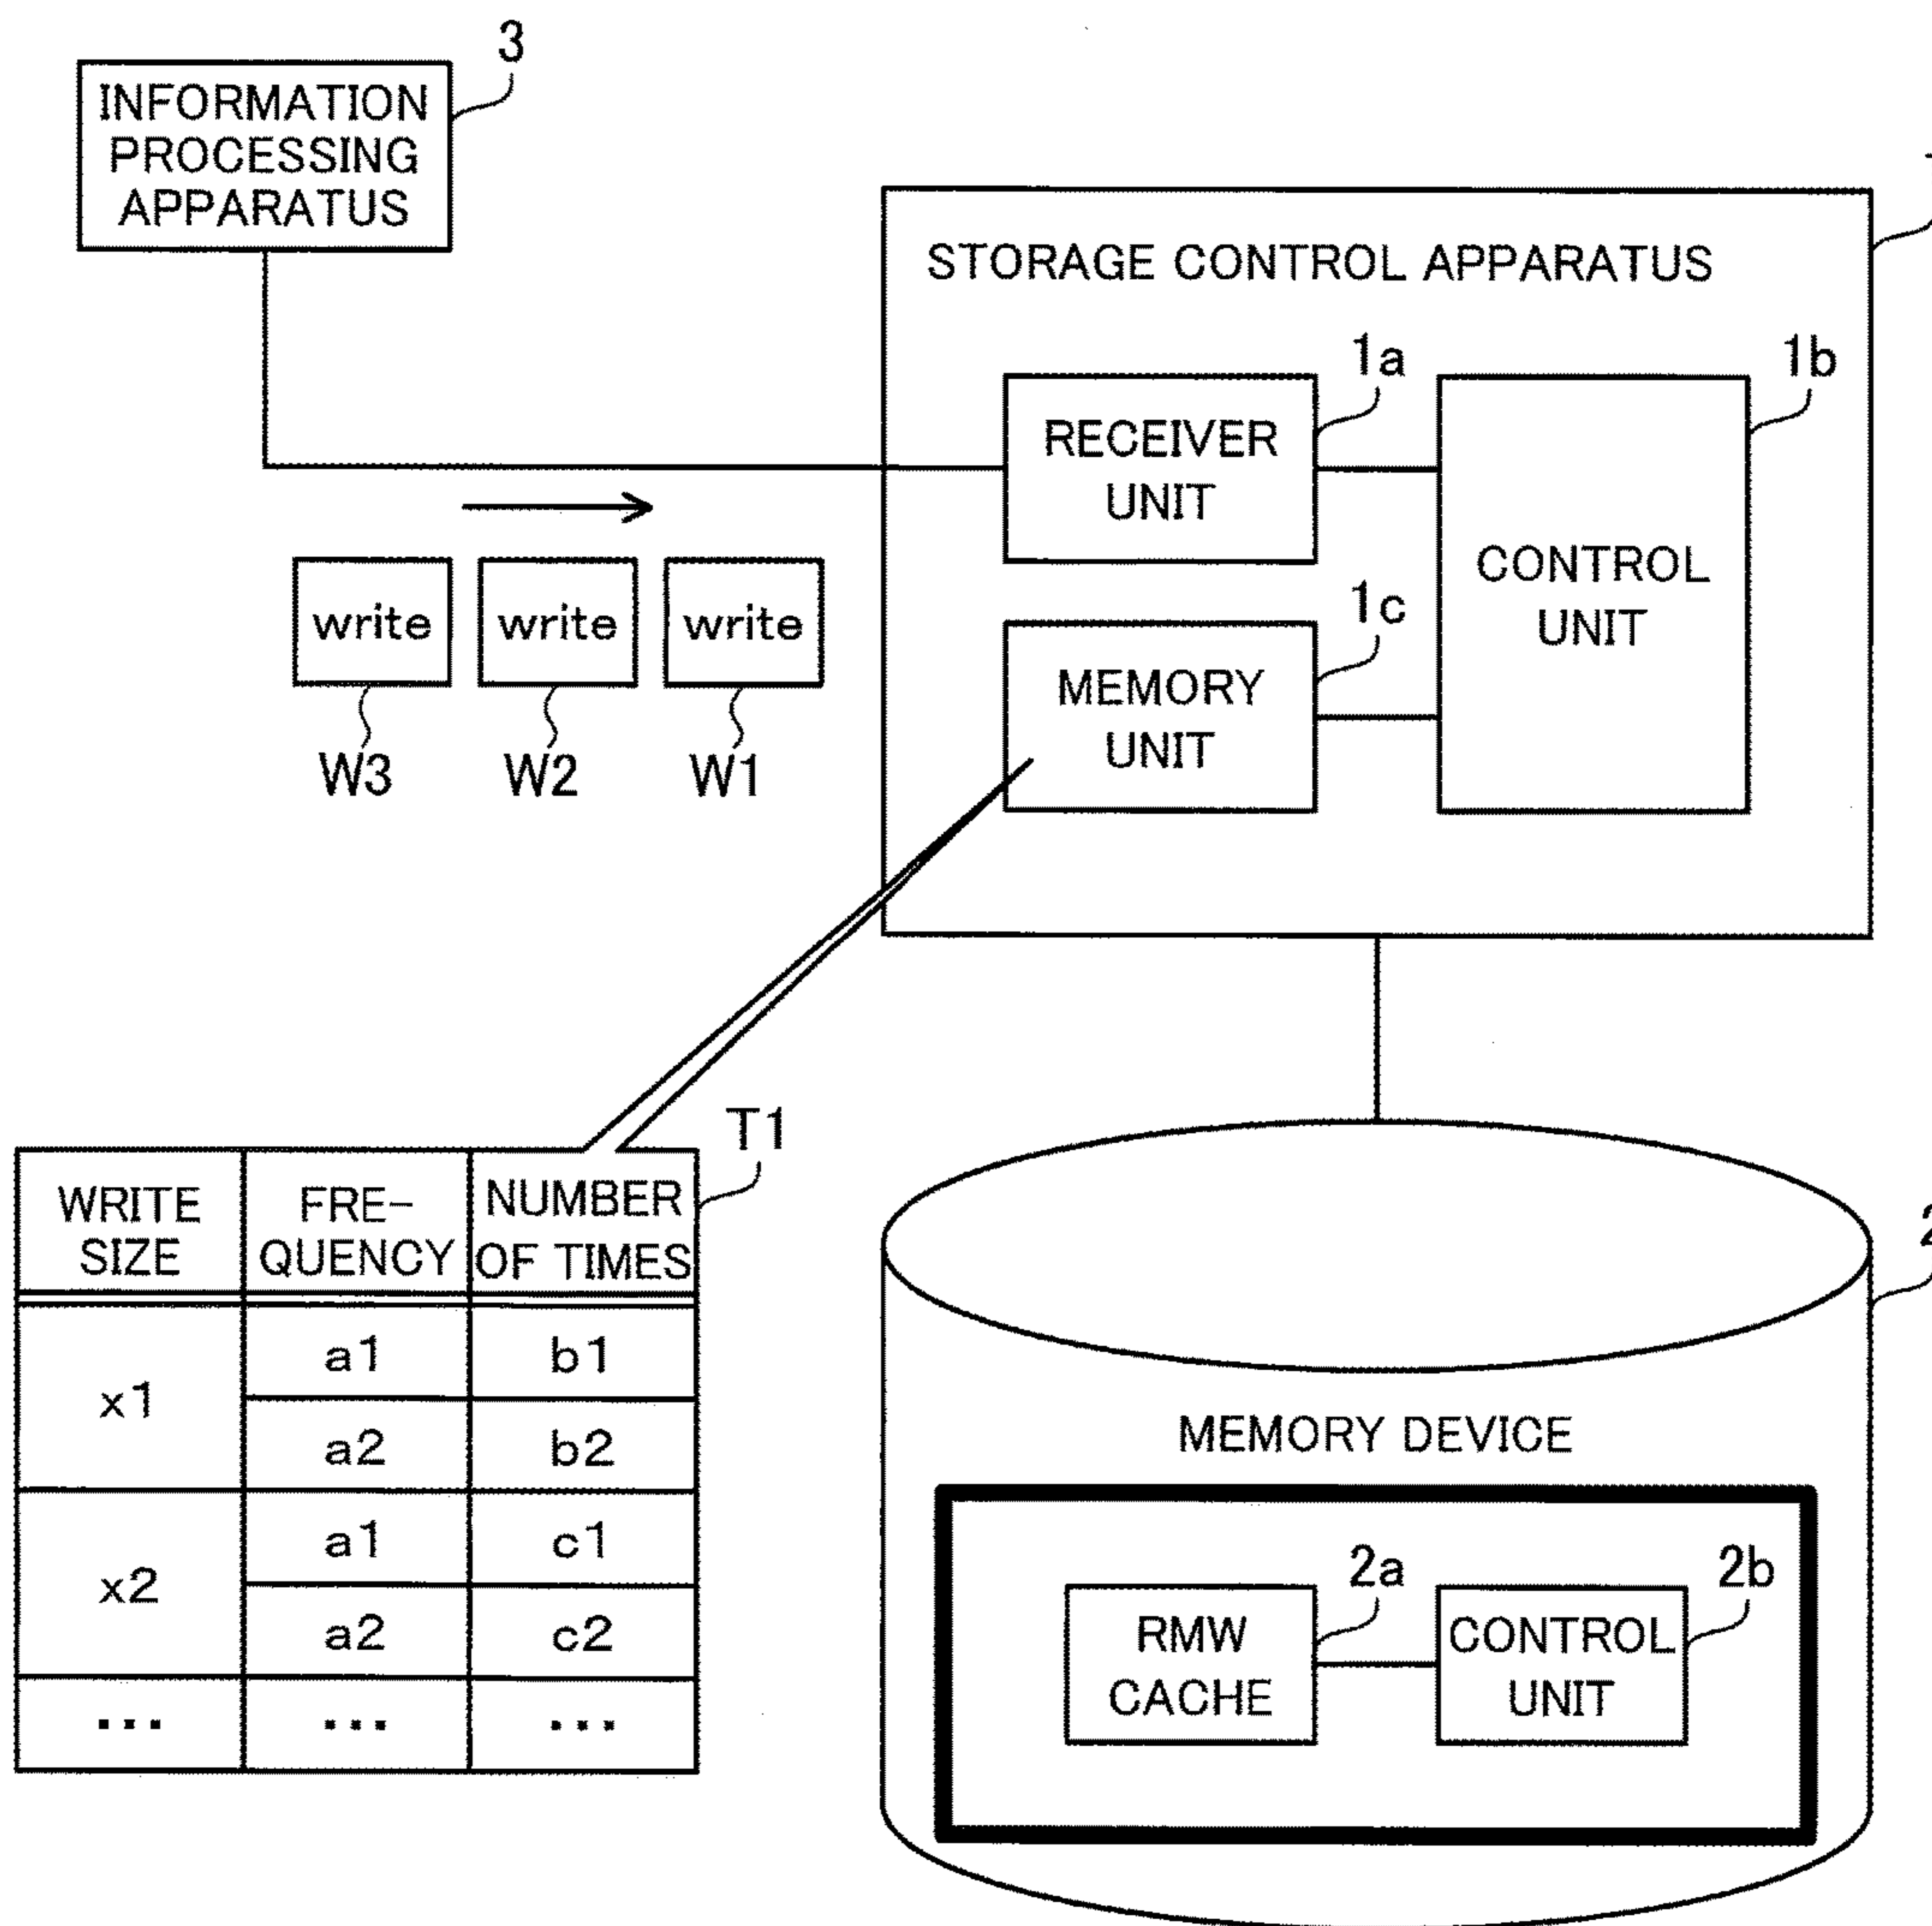 3
INFORMATION
PROCESSING
APPARATUS
STORAGE CONTROL APPARATUS
1a
1b
RECEIVER
UNIT
CONTROL
UNIT
write
write
write
W3
W2
W1
1c
MEMORY
UNIT
T1
WRITE
SIZE
FRE-
QUENCY
NUMBER
OF TIMES
x1
a1
b1
a2
b2
x2
a1
c1
a2
c2
...
...
...
2
MEMORY DEVICE
2a
2b
RMW
CACHE
CONTROL
UNIT